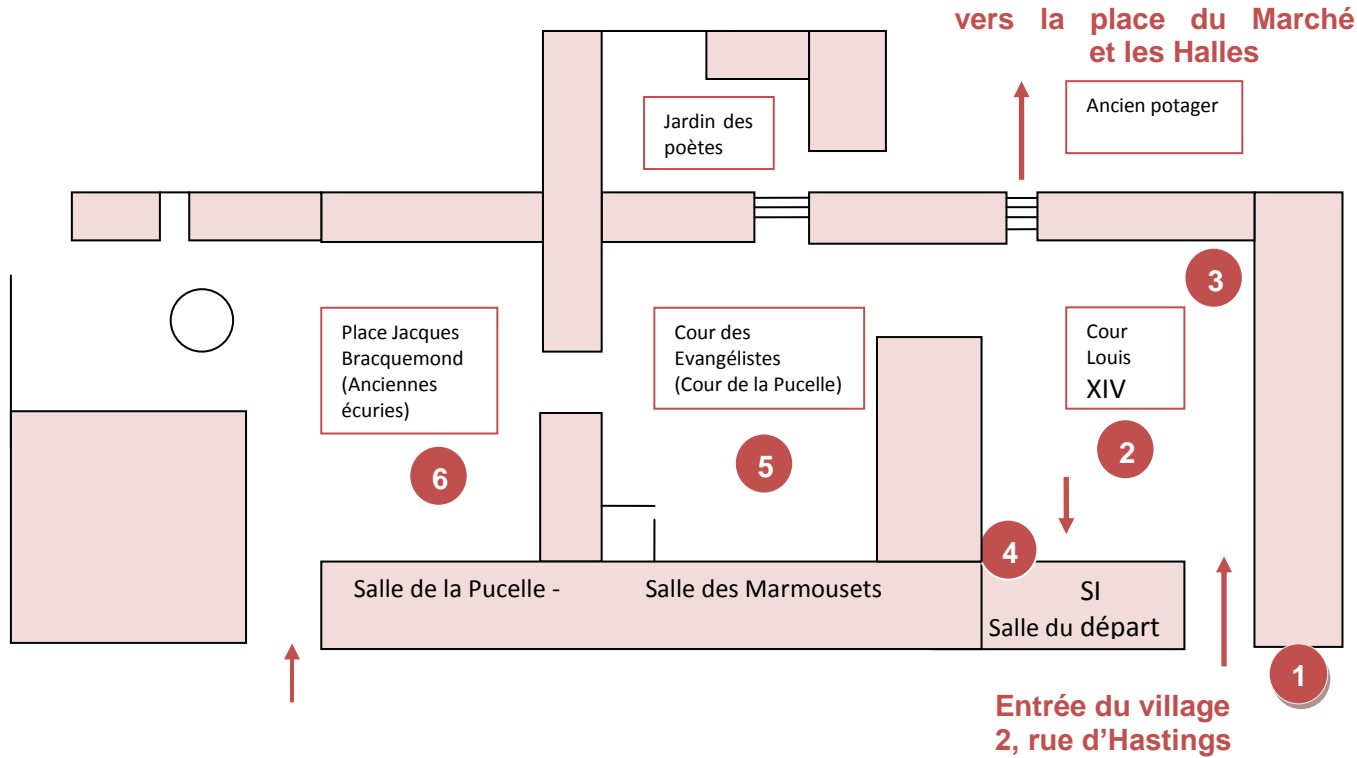 vers la place du Marché
et les Halles
Ancien potager
Jardin des
poètes
3
Place Jacques
Bracquemond
(Anciennes
écuries)
Cour des
Evangélistes
(Cour de la Pucelle)
Cour
Louis
XIV
6
5
2
4
Salle de la Pucelle -
Salle des Marmousets
SI
Salle du départ
1
Entrée du village
2, rue d’Hastings